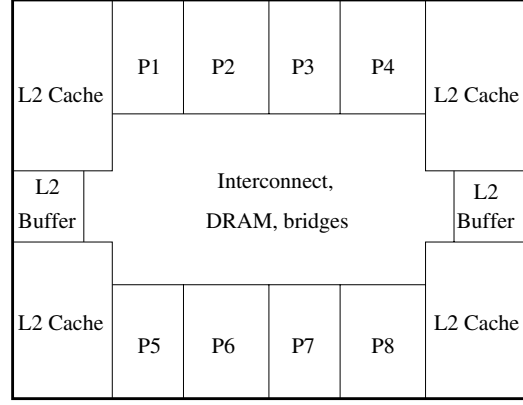 P1 P2 P3 P4
L2 Cache L2 Cache
L2
Buffer
Interconnect,
DRAM, bridges
L2
Buffer
L2 Cache L2 Cache
P5 P6 P7 P8